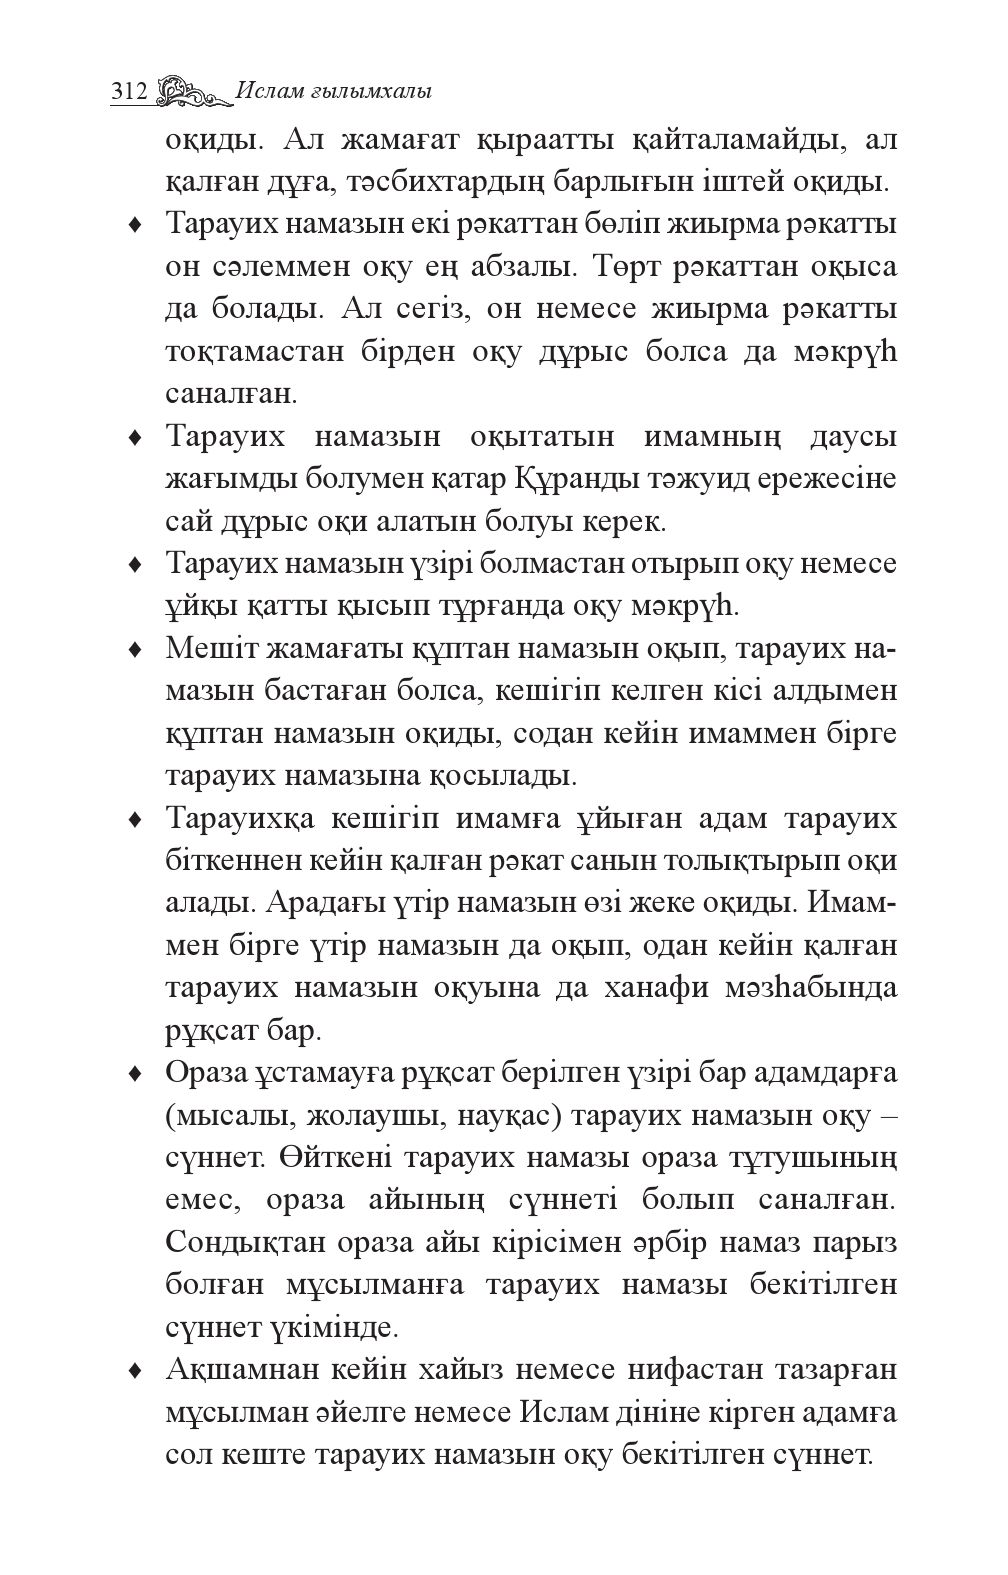 312 Ислам ғылымхалы
оқиды. Ал жамағат қыраатты қайталамайды, ал
қалған дұға, тәсбихтардың барлығын іштей оқиды.
♦ Тарауих намазын екі рәкаттан бөліп жиырма рәкатты
он сәлеммен оқу ең абзалы. Төрт рәкаттан оқыса
да болады. Ал сегіз, он немесе жиырма рәкатты
тоқтамастан бірден оқу дұрыс болса да мәкрүһ
саналған.
♦ Тарауих намазын оқытатын имамның даусы
жағымды болумен қатар Құранды тәжуид ережесіне
сай дұрыс оқи алатын болуы керек.
♦ Тарауих намазын үзірі болмастан отырып оқу немесе
ұйқы қатты қысып тұрғанда оқу мәкрүһ.
♦ Мешіт жамағаты құптан намазын оқып, тарауих на-
мазын бастаған болса, кешігіп келген кісі алдымен
құптан намазын оқиды, содан кейін имаммен бірге
тарауих намазына қосылады.
♦ Тарауихқа кешігіп имамға ұйыған адам тарауих
біткеннен кейін қалған рәкат санын толықтырып оқи
алады. Арадағы үтір намазын өзі жеке оқиды. Имам-
мен бірге үтір намазын да оқып, одан кейін қалған
тарауих намазын оқуына да ханафи мәзһабында
рұқсат бар.
♦ Ораза ұстамауға рұқсат берілген үзірі бар адамдарға
(мысалы, жолаушы, науқас) тарауих намазын оқу –
сүннет. Өйткені тарауих намазы ораза тұтушының
емес, ораза айының сүннеті болып саналған.
Сондықтан ораза айы кірісімен әрбір намаз парыз
болған мұсылманға тарауих намазы бекітілген
сүннет үкімінде.
♦ Ақшамнан кейін хайыз немесе нифастан тазарған
мұсылман әйелге немесе Ислам дініне кірген адамға
сол кеште тарауих намазын оқу бекітілген сүннет.